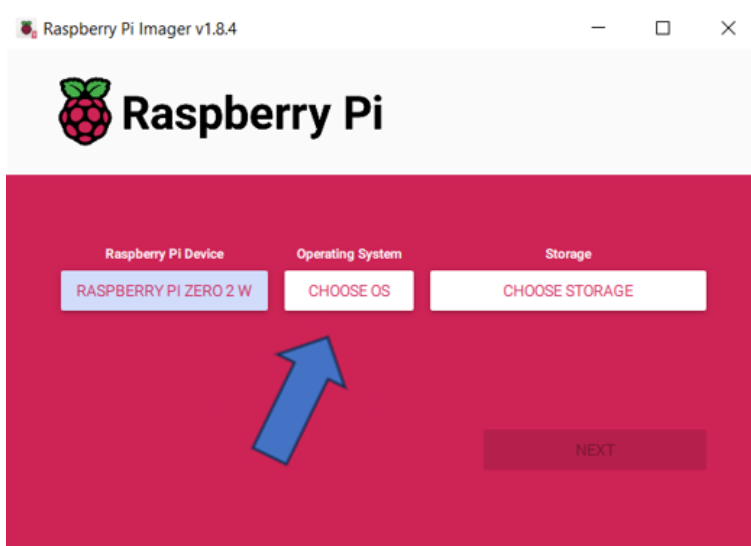 Raspberry Pi Imager v1.8.4
Raspberry Pi
Raspberry Pi Device
Operating System
Storage
RASPBERRY PI ZERO 2 W
CHOOSE OS
CHOOSE STORAGE
NEXT